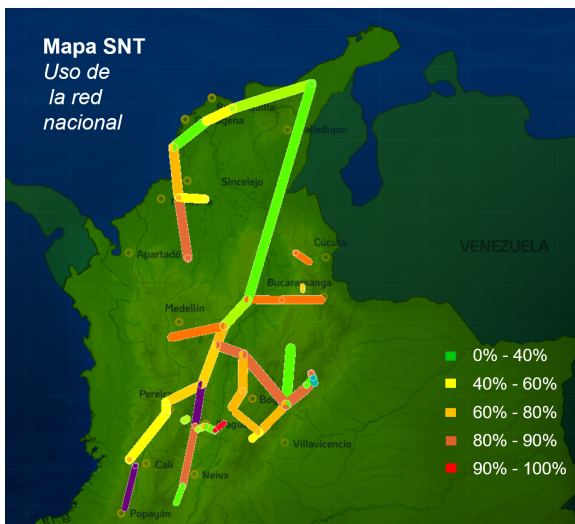 Mapa SNT
Uso de
la red
nacional
Sincelejo
Cúcuta
Apartadó
VENEZUELA
Bucaramanga
Medellín
0% - 40%
40% - 60%
60% - 80%
Pereira
80% - 90%
Villavicencio
Cali
Neiva
90% - 100%
Popayán